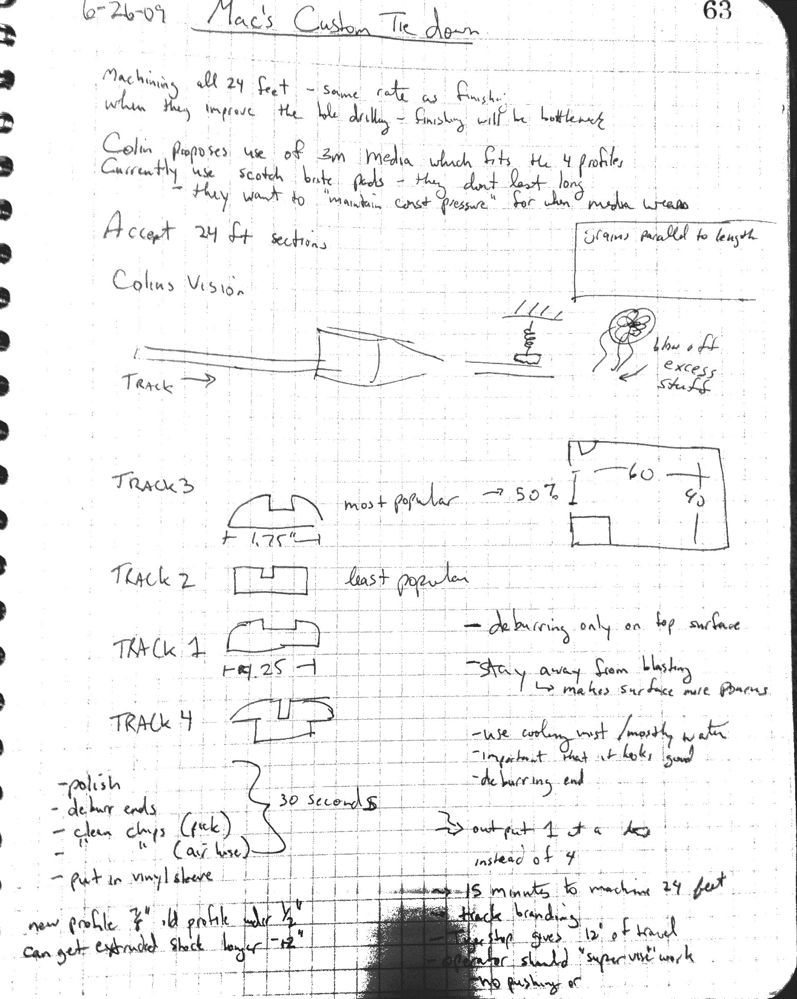 6-26-09 Mac's Custom Tie down 63
Machining all 24 feet - same rate as finishing
when they improve the hole drilling - finishing will be bottleneck
Colin proposes use of 3m media which fits the 4 profiles
Currently use scotch brite pads - they dont last long
- they want to "maintain const pressure" for when media wears
Accept 24 ft sections
grains parallel to length
Colins Vision
TRACK →
blow off
excess
stuff
TRACK 3
most popular → 50%
60
40
1.75"
TRACK 2
least popular
TRACK 1
1.25
- deburring only on top surface
- stay away from blasting
↳ makes surface more porous
TRACK 4
- use cooling mist / mostly water
- important that it looks good
- deburring end
- polish
- deburr ends
- clean chips (pick)
- " " (air hose)
30 seconds
- put in vinyl sleeve
→ output 1 at a
instead of 4
→ 15 minutes to machine 24 feet
→ track branding
- Tigerstop gives 12' of travel
- operator should "supervise" work
- no pushing or
new profile 7/8" old profile under 1/2"
can get extruded stock longer